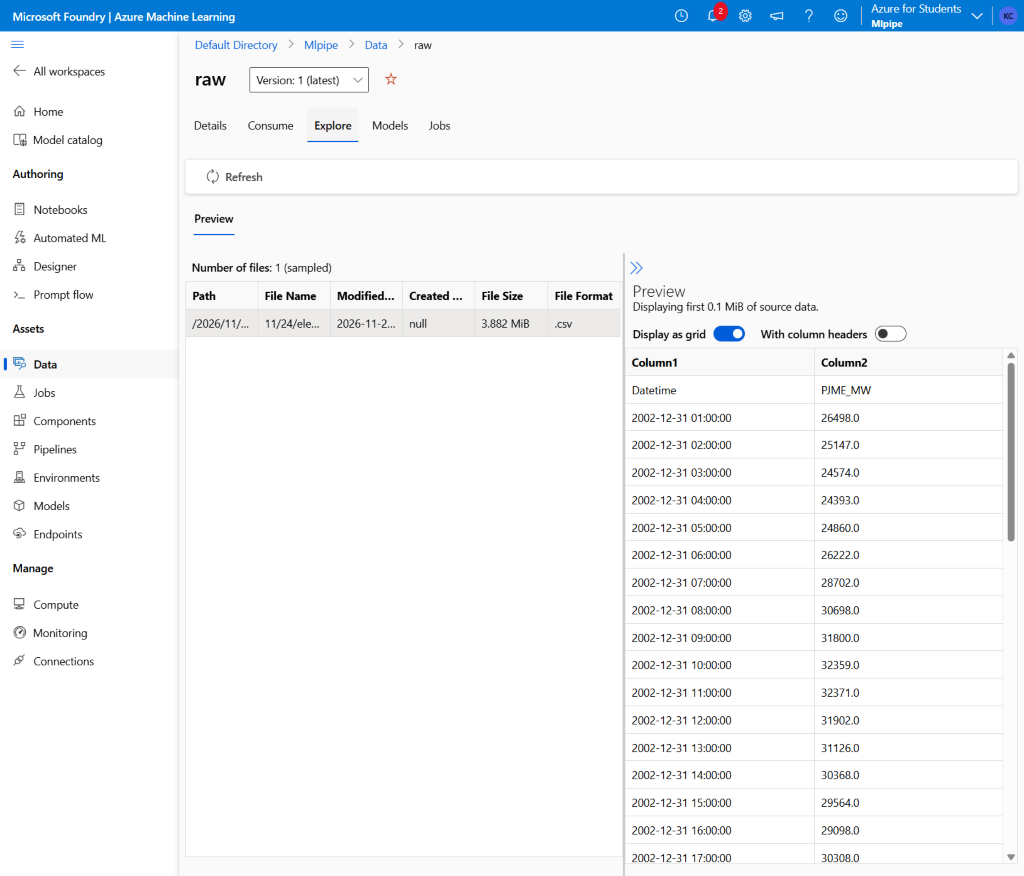 Microsoft Foundry | Azure Machine Learning
2
Azure for Students
Mlpipe
KC
All workspaces
Home
Model catalog
Authoring
Notebooks
Automated ML
Designer
Prompt flow
Assets
Data
Jobs
Components
Pipelines
Environments
Models
Endpoints
Manage
Compute
Monitoring
Connections
Default Directory > Mlpipe > Data > raw
raw
Version: 1 (latest)
Details Consume Explore Models Jobs
Refresh
Preview
Number of files: 1 (sampled)
Path File Name Modified... Created ... File Size File Format
/2026/11/... 11/24/ele... 2026-11-2... null 3.882 MiB .csv
Preview
Displaying first 0.1 MiB of source data.
Display as grid With column headers
Column1 Column2
Datetime PJME_MW
2002-12-31 01:00:00 26498.0
2002-12-31 02:00:00 25147.0
2002-12-31 03:00:00 24574.0
2002-12-31 04:00:00 24393.0
2002-12-31 05:00:00 24860.0
2002-12-31 06:00:00 26222.0
2002-12-31 07:00:00 28702.0
2002-12-31 08:00:00 30698.0
2002-12-31 09:00:00 31800.0
2002-12-31 10:00:00 32359.0
2002-12-31 11:00:00 32371.0
2002-12-31 12:00:00 31902.0
2002-12-31 13:00:00 31126.0
2002-12-31 14:00:00 30368.0
2002-12-31 15:00:00 29564.0
2002-12-31 16:00:00 29098.0
2002-12-31 17:00:00 30308.0